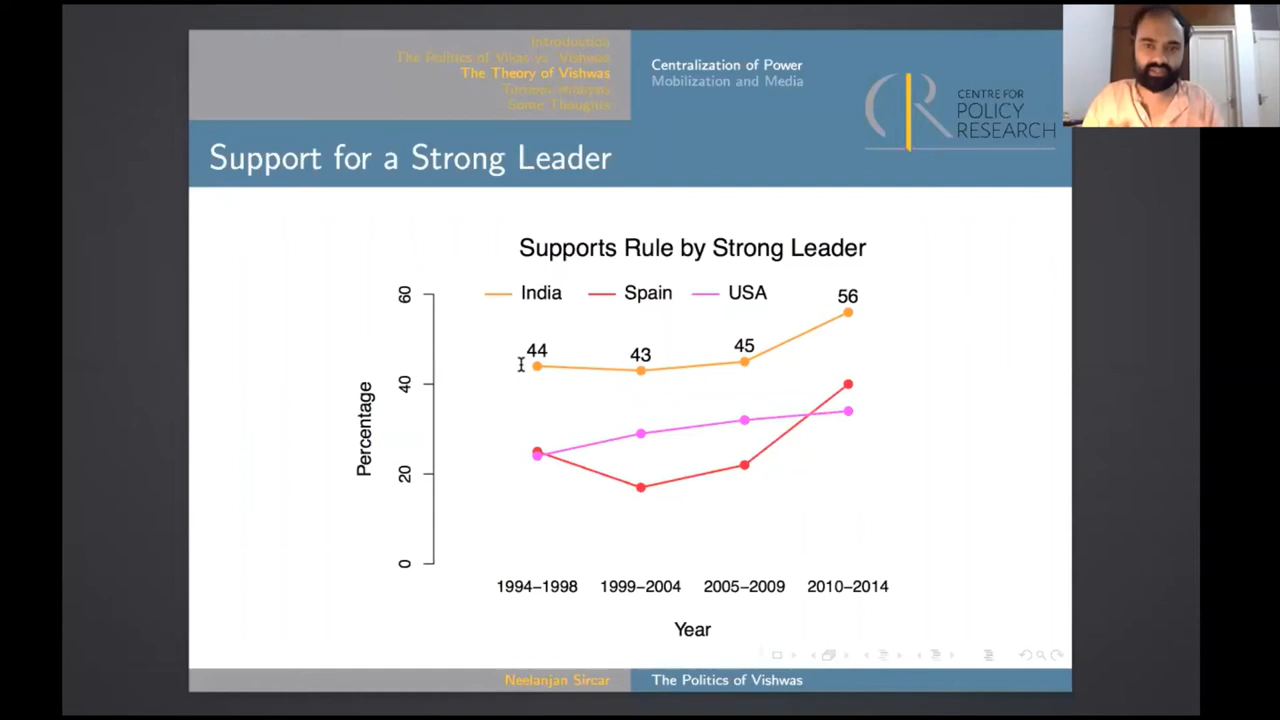 Introduction
The Politics of Vikas vs. Vishwas
The Theory of Vishwas
Some Thoughts
Centralization of Power
Mobilization and Media
CENTRE FOR
POLICY
RESEARCH
Support for a Strong Leader
Supports Rule by Strong Leader
India Spain USA
60
40
20
0
Percentage
44
43
45
56
1994–1998 1999–2004 2005–2009 2010–2014
Year
Neelanjan Sircar
The Politics of Vishwas